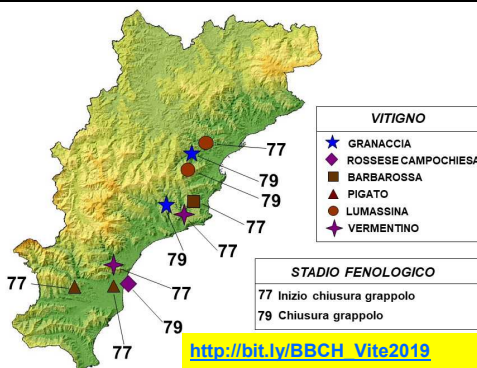 VITIGNO
GRANACCIA
ROSSESE CAMPOCHIESA
BARBAROSSA
PIGATO
LUMASSINA
VERMENTINO
77
79
79
77
77
79
77
77
79
77
STADIO FENOLOGICO
77 Inizio chiusura grappolo
79 Chiusura grappolo
http://bit.ly/BBCH_Vite2019